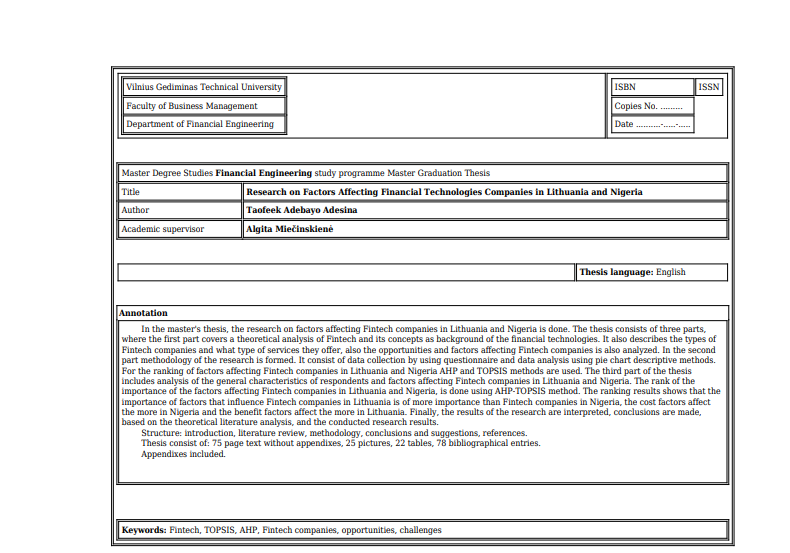 Vilnius Gediminas Technical University
ISBN ISSN
Faculty of Business Management
Copies No. .........
Department of Financial Engineering
Date ..........-.....-.....
Master Degree Studies Financial Engineering study programme Master Graduation Thesis
Title Research on Factors Affecting Financial Technologies Companies in Lithuania and Nigeria
Author Taofeek Adebayo Adesina
Academic supervisor Algita Miečinskienė
Thesis language: English
Annotation
In the master's thesis, the research on factors affecting Fintech companies in Lithuania and Nigeria is done. The thesis consists of three parts,
where the first part covers a theoretical analysis of Fintech and its concepts as background of the financial technologies. It also describes the types of
Fintech companies and what type of services they offer, also the opportunities and factors affecting Fintech companies is also analyzed. In the second
part methodology of the research is formed. It consist of data collection by using questionnaire and data analysis using pie chart descriptive methods.
For the ranking of factors affecting Fintech companies in Lithuania and Nigeria AHP and TOPSIS methods are used. The third part of the thesis
includes analysis of the general characteristics of respondents and factors affecting Fintech companies in Lithuania and Nigeria. The rank of the
importance of the factors affecting Fintech companies in Lithuania and Nigeria, is done using AHP-TOPSIS method. The ranking results shows that the
importance of factors that influence Fintech companies in Lithuania is of more importance than Fintech companies in Nigeria, the cost factors affect
the more in Nigeria and the benefit factors affect the more in Lithuania. Finally, the results of the research are interpreted, conclusions are made,
based on the theoretical literature analysis, and the conducted research results.
Structure: introduction, literature review, methodology, conclusions and suggestions, references.
Thesis consist of: 75 page text without appendixes, 25 pictures, 22 tables, 78 bibliographical entries.
Appendixes included.
Keywords: Fintech, TOPSIS, AHP, Fintech companies, opportunities, challenges